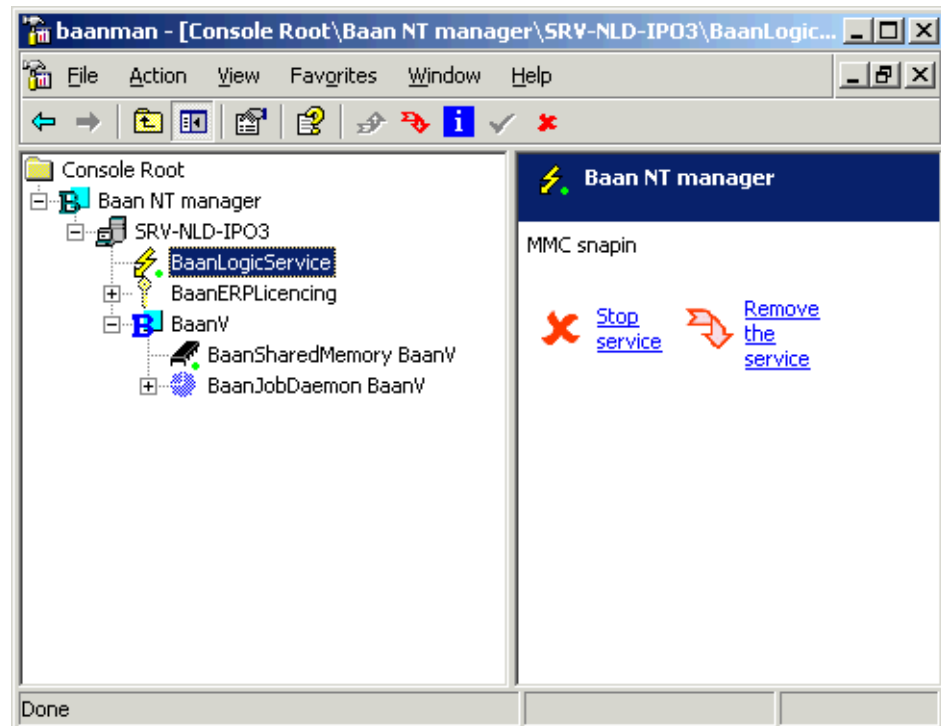 baanman - [Console Root\Baan NT manager\SRV-NLD-IPO3\BaanLogic...
File Action View Favorites Window Help
Console Root
Baan NT manager
SRV-NLD-IPO3
BaanLogicService
BaanERPLicencing
BaanV
BaanSharedMemory BaanV
BaanJobDaemon BaanV
Baan NT manager
MMC snapin
Stop
service
Remove
the
service
Done